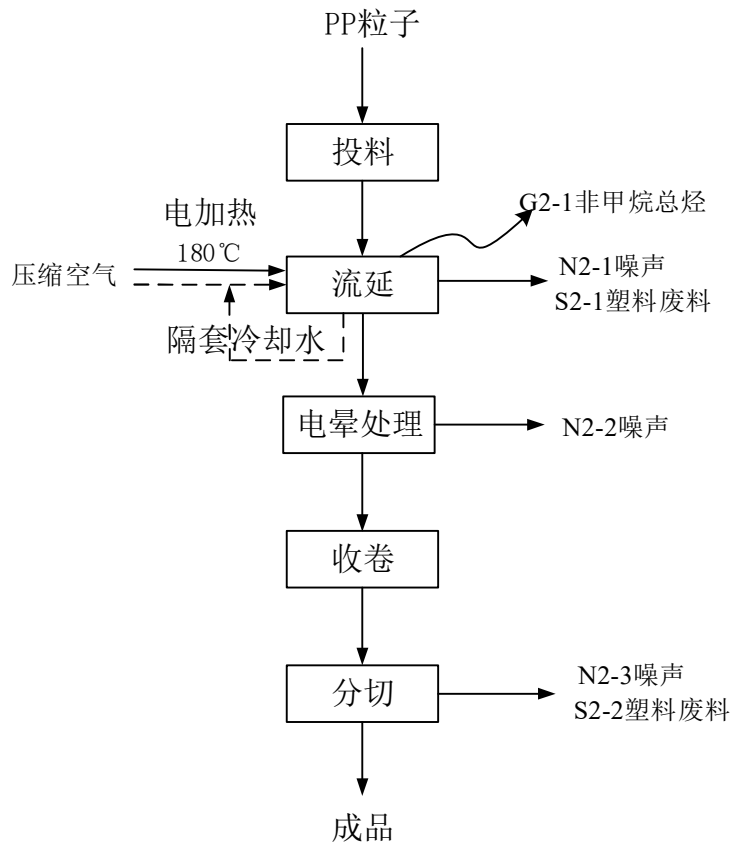 PP粒子
投料
G2-1非甲烷总烃
电加热
180℃
压缩空气
流延
N2-1噪声
S2-1塑料废料
隔套冷却水
电晕处理
N2-2噪声
收卷
分切
N2-3噪声
S2-2塑料废料
成品